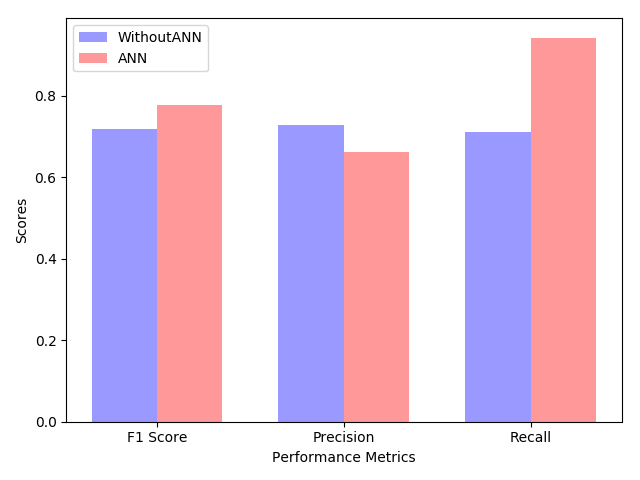 WithoutANN
ANN
Scores
0.8
0.6
0.4
0.2
0.0
F1 Score Precision Recall
Performance Metrics